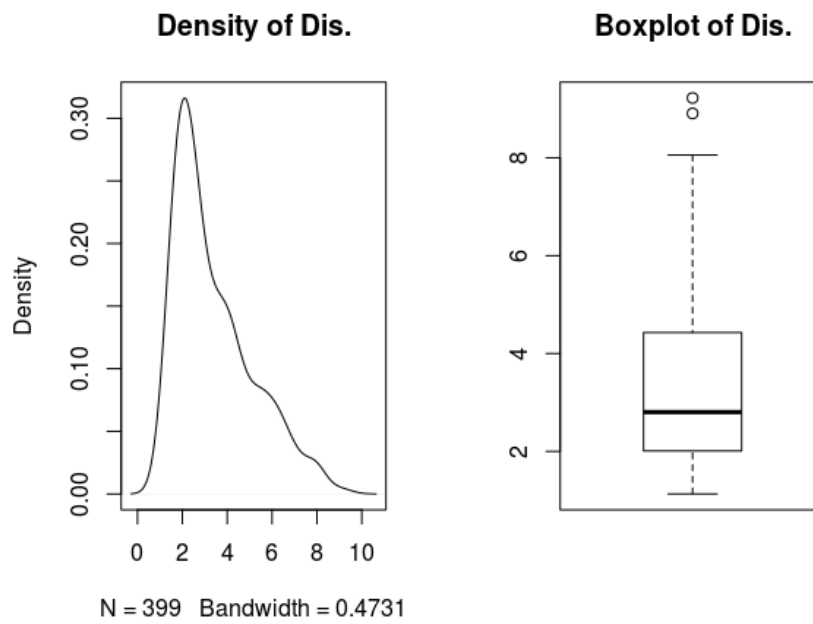 Density of Dis.
Density
0.00
0.10
0.20
0.30
0 2 4 6 8 10
N = 399 Bandwidth = 0.4731
Boxplot of Dis.
2
4
6
8